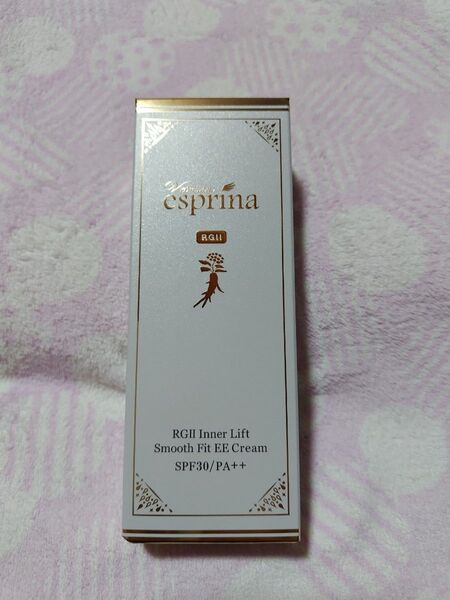 esprina
RGII
RGII Inner Lift
Smooth Fit EE Cream
SPF30/PA++